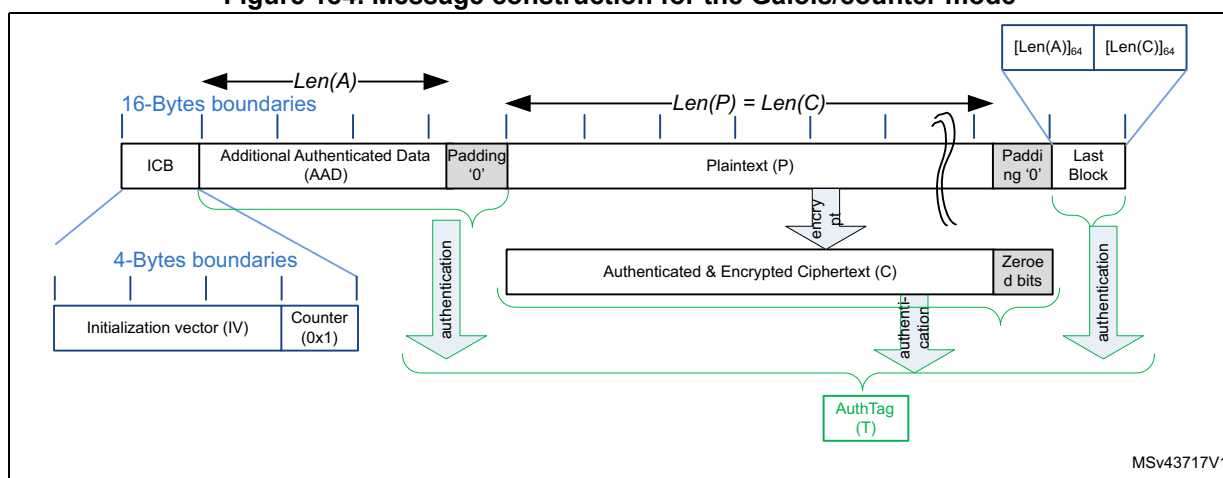 Figure 184. Message construction for the Galois/counter mode
[Len(A)]64 [Len(C)]64
Len(A)
16-Bytes boundaries
Len(P) = Len(C)
ICB
Additional Authenticated Data
(AAD)
Padding
‘0’
Plaintext (P)
Paddi
ng ‘0’
Last
Block
encry
pt
4-Bytes boundaries
authentication
Authenticated & Encrypted Ciphertext (C)
Zeroe
d bits
authentication
Initialization vector (IV)
Counter
(0x1)
authenti-
cation
AuthTag
(T)
MSv43717V1